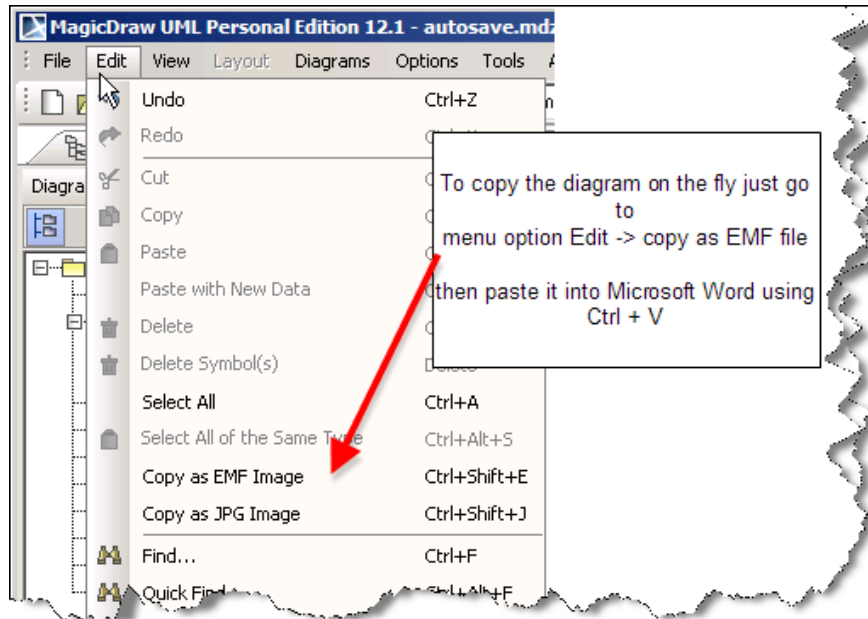 MagicDraw UML Personal Edition 12.1 - autosave.mdz
File Edit View Layout Diagrams Options Tools
Undo Ctrl+Z
Redo
Diagra
Cut
Copy
Paste
Paste with New Data
Delete
Delete Symbol(s)
Select All Ctrl+A
Select All of the Same Type Ctrl+Alt+S
Copy as EMF Image Ctrl+Shift+E
Copy as JPG Image Ctrl+Shift+J
Find... Ctrl+F
Quick Find... Ctrl+Alt+F
To copy the diagram on the fly just go
to
menu option Edit -> copy as EMF file
then paste it into Microsoft Word using
Ctrl + V